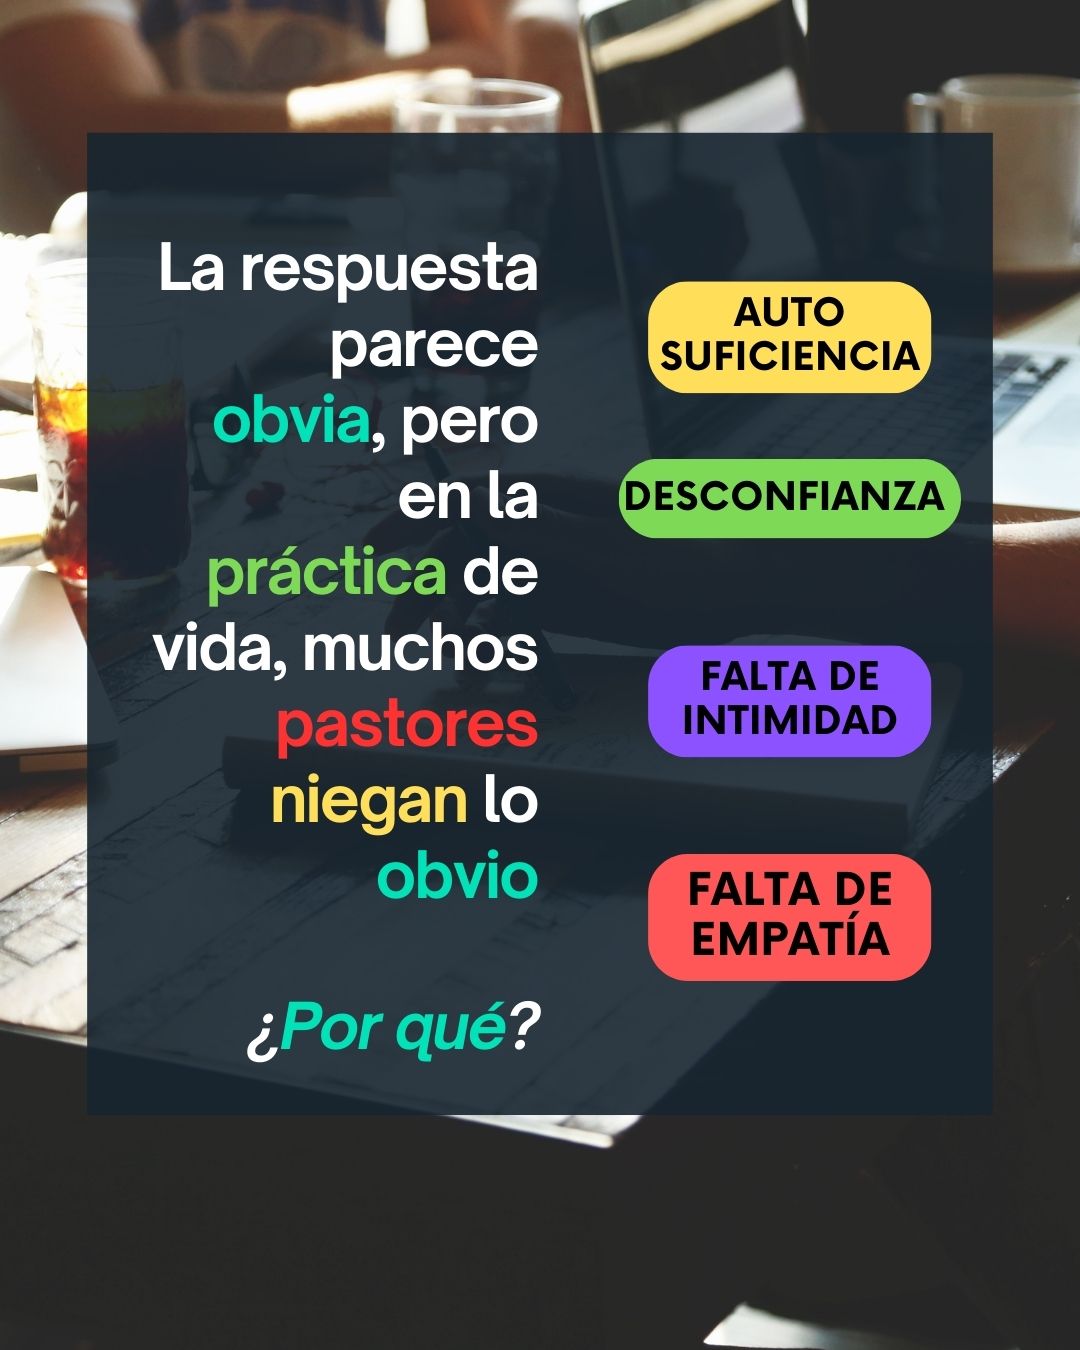 La respuesta
parece
obvia, pero
en la
práctica de
vida, muchos
pastores
niegan lo
obvio
¿Por qué?
AUTO
SUFICIENCIA
DESCONFIANZA
FALTA DE
INTIMIDAD
FALTA DE
EMPATÍA